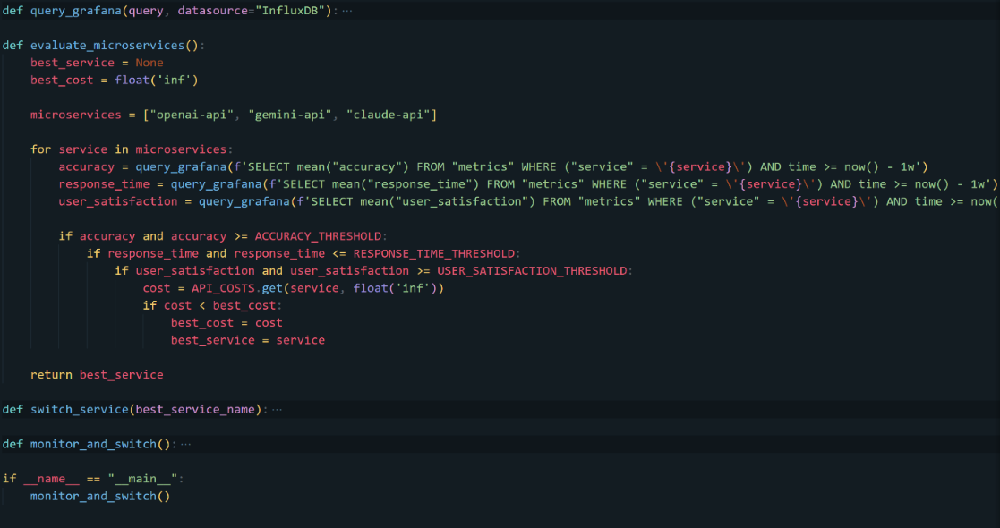 def query_grafana(query, datasource="InfluxDB):···
def evaluate_microservices():
    best_service = None
    best_cost = float('inf')
    microservices = ["openai-api", "gemini-api", "claude-api"]
    for service in microservices:
        accuracy = query_grafana(f'SELECT mean("accuracy") FROM "metrics" WHERE ("service" = \'{service}\') AND time >= now() - 1w')
        response_time = query_grafana(f'SELECT mean("response_time") FROM "metrics" WHERE ("service" = \'{service}\') AND time >= now() - 1w')
        user_satisfaction = query_grafana(f'SELECT mean("user_satisfaction") FROM "metrics" WHERE ("service" = \'{service}\') AND time >= now(
        if accuracy and accuracy >= ACCURACY_THRESHOLD:
            if response_time and response_time <= RESPONSE_TIME_THRESHOLD:
                if user_satisfaction and user_satisfaction >= USER_SATISFACTION_THRESHOLD:
                    cost = API_COSTS.get(service, float('inf'))
                    if cost < best_cost:
                        best_cost = cost
                        best_service = service
    return best_service
def switch_service(best_service_name):···
def monitor_and_switch():···
if __name__ == "__main__":
    monitor_and_switch()